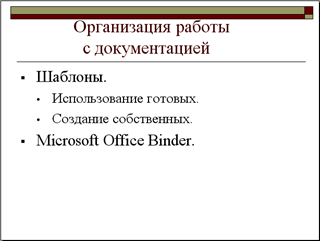 Организация работы
с документацией
▪ Шаблоны.
• Использование готовых.
• Создание собственных.
▪ Microsoft Office Binder.